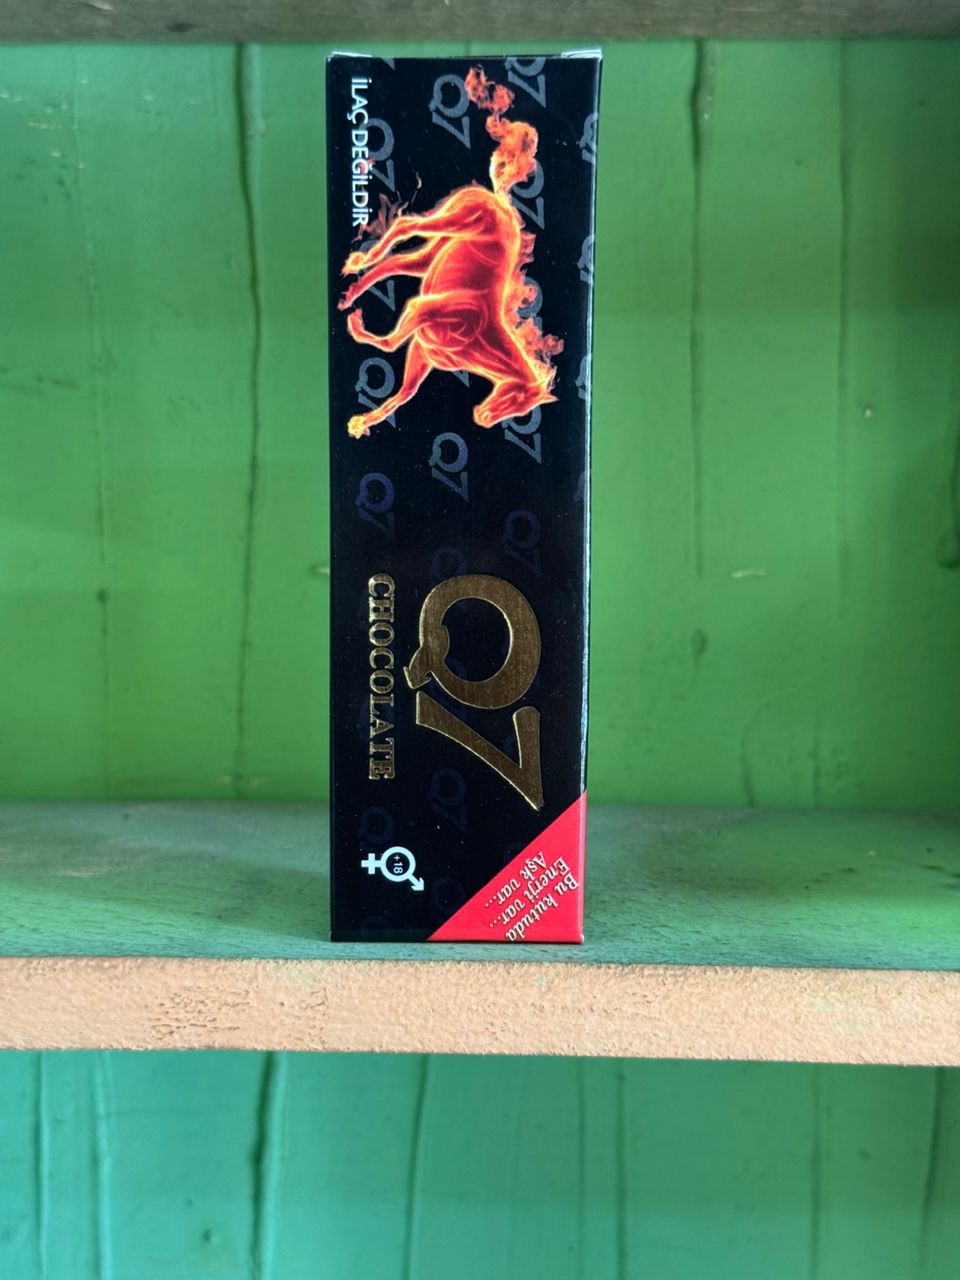 İLAÇ DEĞİLDİR
Q7
CHOCOLATE
+18
Bu kutuda
Enerji var...
Aşk var...